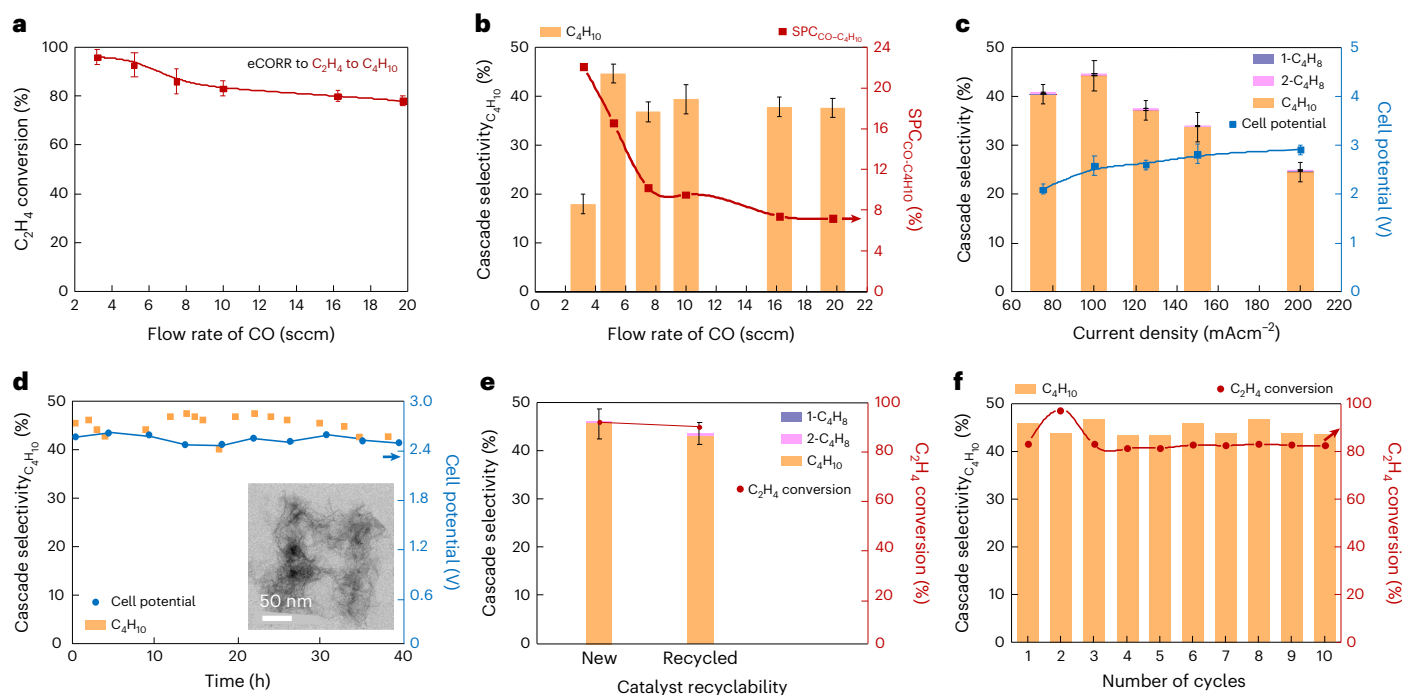 a
C₂H₄ conversion (%)
100
80
60
40
20
0
eCORR to C₂H₄ to C₄H₁₀
2 4 6 8 10 12 14 16 18 20
Flow rate of CO (sccm)
b
C₄H₁₀
SPC_CO–C₄H₁₀
Cascade selectivity_C₄H₁₀ (%)
50
40
30
20
10
0
24
22
20
16
12
8
4
0
SPC_CO-C4H10 (%)
0 2 4 6 8 10 12 14 16 18 20 22
Flow rate of CO (sccm)
c
Cascade selectivity (%)
50
40
30
20
10
0
1-C₄H₈
2-C₄H₈
C₄H₁₀
Cell potential
5
4
3
2
1
0
Cell potential (V)
60 80 100 120 140 160 180 200 220
Current density (mAcm⁻²)
d
Cascade selectivity_C₄H₁₀ (%)
50
40
30
20
10
0
Cell potential
C₄H₁₀
50 nm
3.0
2.4
1.8
1.2
0.6
0
Cell potential (V)
0 10 20 30 40
Time (h)
e
Cascade selectivity (%)
50
40
30
20
10
0
1-C₄H₈
2-C₄H₈
C₄H₁₀
C₂H₄ conversion
100
80
60
40
20
0
C₂H₄ conversion (%)
New Recycled
Catalyst recyclability
f
C₄H₁₀
C₂H₄ conversion
Cascade selectivity_C₄H₁₀ (%)
50
40
30
20
10
0
100
80
60
40
20
0
C₂H₄ conversion (%)
1 2 3 4 5 6 7 8 9 10
Number of cycles